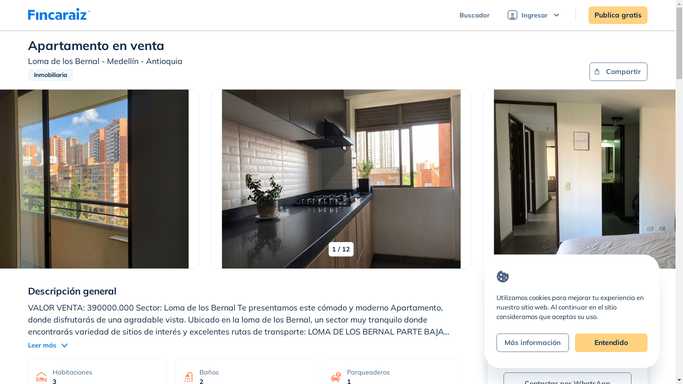 Fincaraiz
Buscador
Ingresar
Publica gratis
Apartamento en venta
Loma de los Bernal - Medellín - Antioquia
Inmobiliaria
Compartir
1 / 12
Descripción general
VALOR VENTA: 390000.000 Sector: Loma de los Bernal Te presentamos este cómodo y moderno Apartamento,
donde disfrutarás de una agradable vista. Ubicado en la loma de los Bernal, un sector muy tranquilo donde
encontrarás variedad de sitios de interés y excelentes rutas de transporte: LOMA DE LOS BERNAL PARTE BAJA...
Leer más
Habitaciones
3
Baños
2
Parqueaderos
1
Utilizamos cookies para mejorar tu experiencia en
nuestro sitio web. Al continuar en el sitio
consideramos que aceptas su uso.
Más información
Entendido
Contactar por WhatsApp